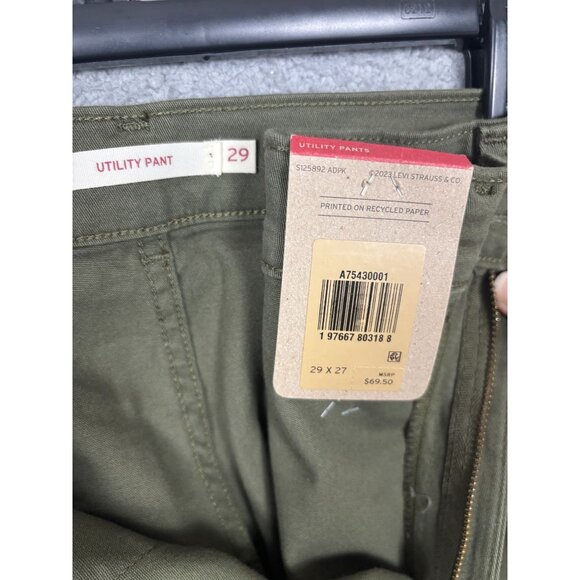 UTILITY PANT
29
UTILITY PANTS
S125892 ADPK
©2023 LEVI STRAUSS & CO.
PRINTED ON RECYCLED PAPER
A75430001
1 97667 80318 8
29 X 27
MSRP
$69.50